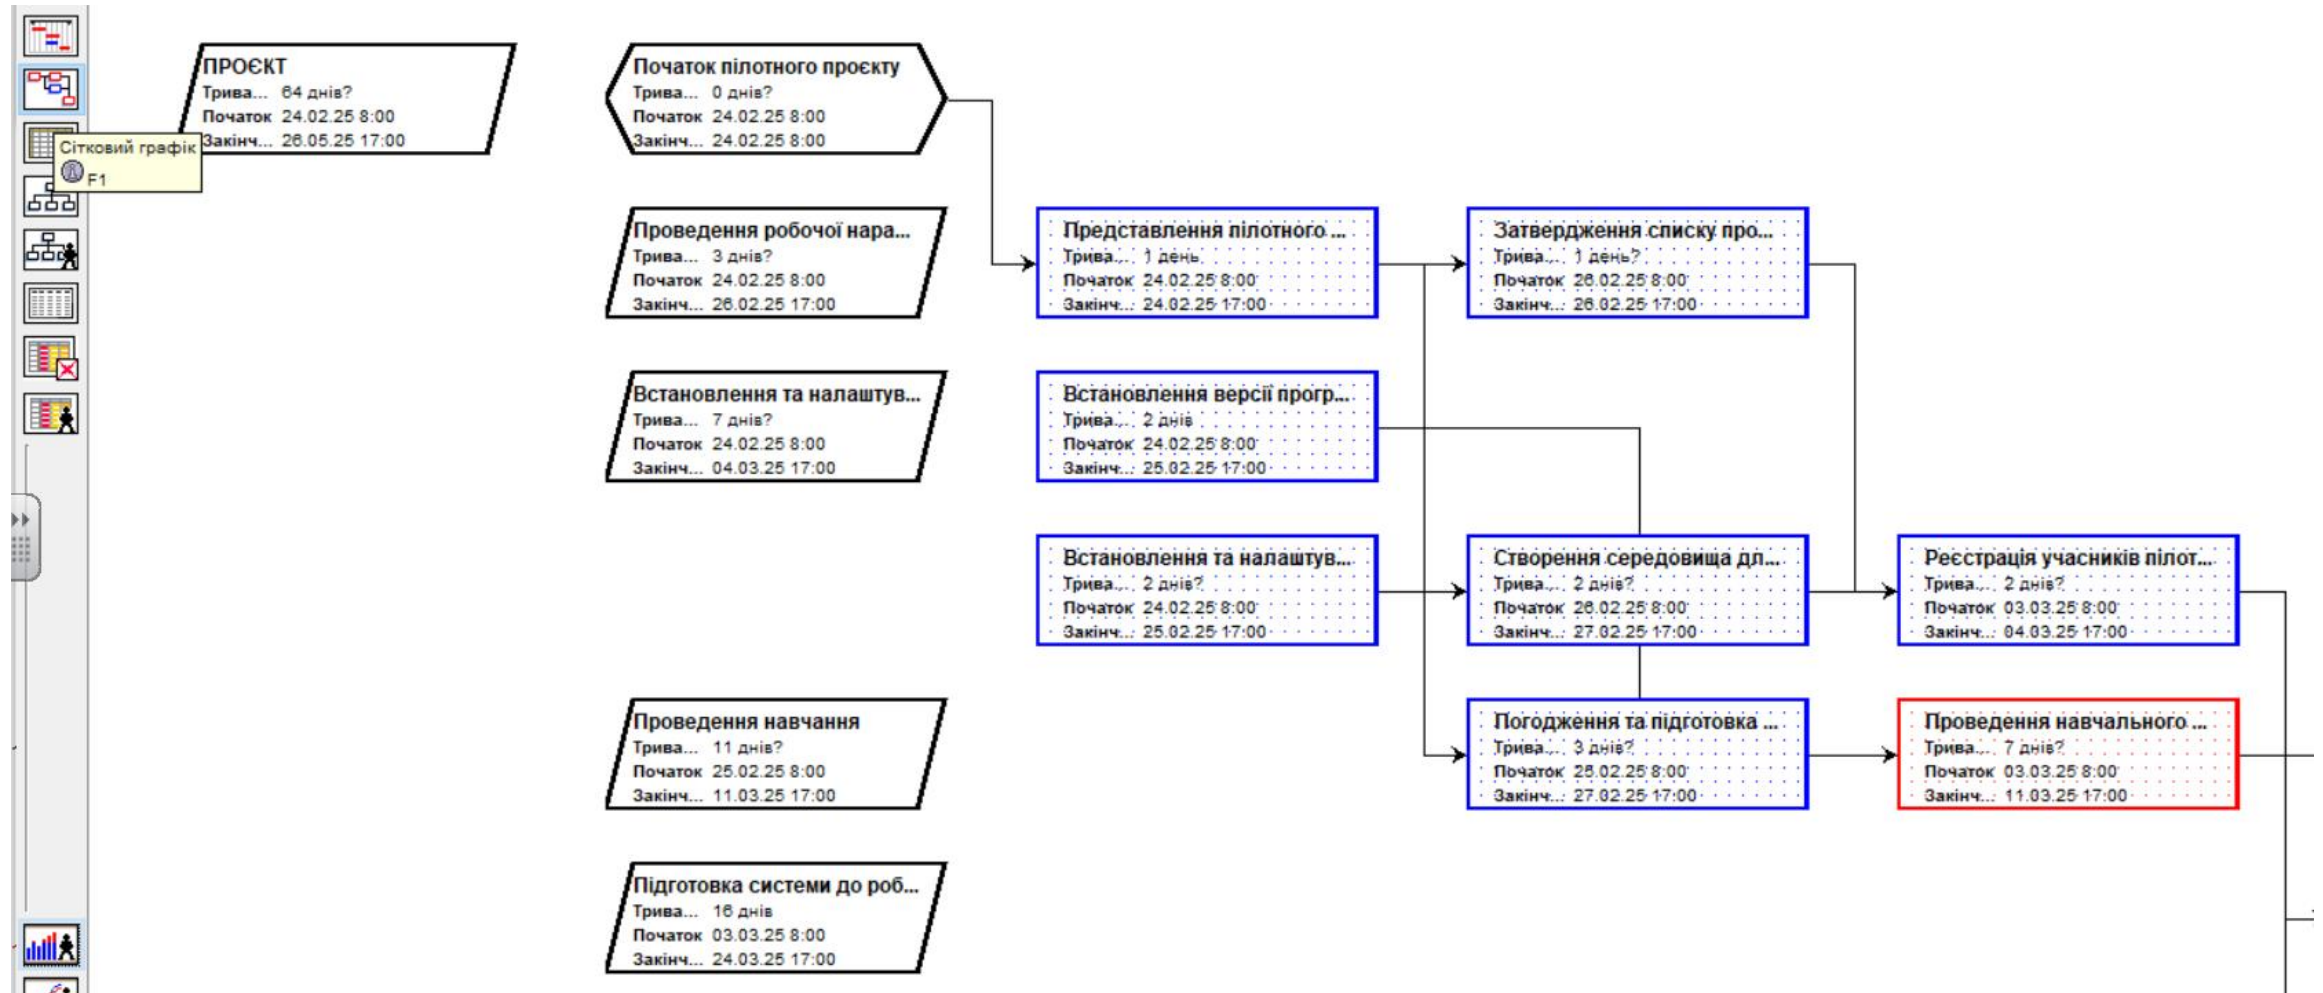 ПРОЄКТ
Трива... 64 днів?
Початок 24.02.25 8:00
Закінч... 26.05.25 17:00
Сітковий графік
F1
Початок пілотного проєкту
Трива... 0 днів?
Початок 24.02.25 8:00
Закінч... 24.02.25 8:00
Проведення робочої нара...
Трива... 3 днів?
Початок 24.02.25 8:00
Закінч... 26.02.25 17:00
Представлення пілотного ...
Трива... 1 день
Початок 24.02.25 8:00
Закінч... 24.02.25 17:00
Затвердження списку про...
Трива... 1 день?
Початок 26.02.25 8:00
Закінч... 26.02.25 17:00
Встановлення та налаштув...
Трива... 7 днів?
Початок 24.02.25 8:00
Закінч... 04.03.25 17:00
Встановлення версії прогр...
Трива... 2 днів
Початок 24.02.25 8:00
Закінч... 25.02.25 17:00
Встановлення та налаштув...
Трива... 2 днів?
Початок 24.02.25 8:00
Закінч... 25.02.25 17:00
Створення середовища дл...
Трива... 2 днів?
Початок 26.02.25 8:00
Закінч... 27.02.25 17:00
Реєстрація учасників пілот...
Трива... 2 днів?
Початок 03.03.25 8:00
Закінч... 04.03.25 17:00
Проведення навчання
Трива... 11 днів?
Початок 25.02.25 8:00
Закінч... 11.03.25 17:00
Погодження та підготовка ...
Трива... 3 днів?
Початок 25.02.25 8:00
Закінч... 27.02.25 17:00
Проведення навчального ...
Трива... 7 днів?
Початок 03.03.25 8:00
Закінч... 11.03.25 17:00
Підготовка системи до роб...
Трива... 16 днів
Початок 03.03.25 8:00
Закінч... 24.03.25 17:00